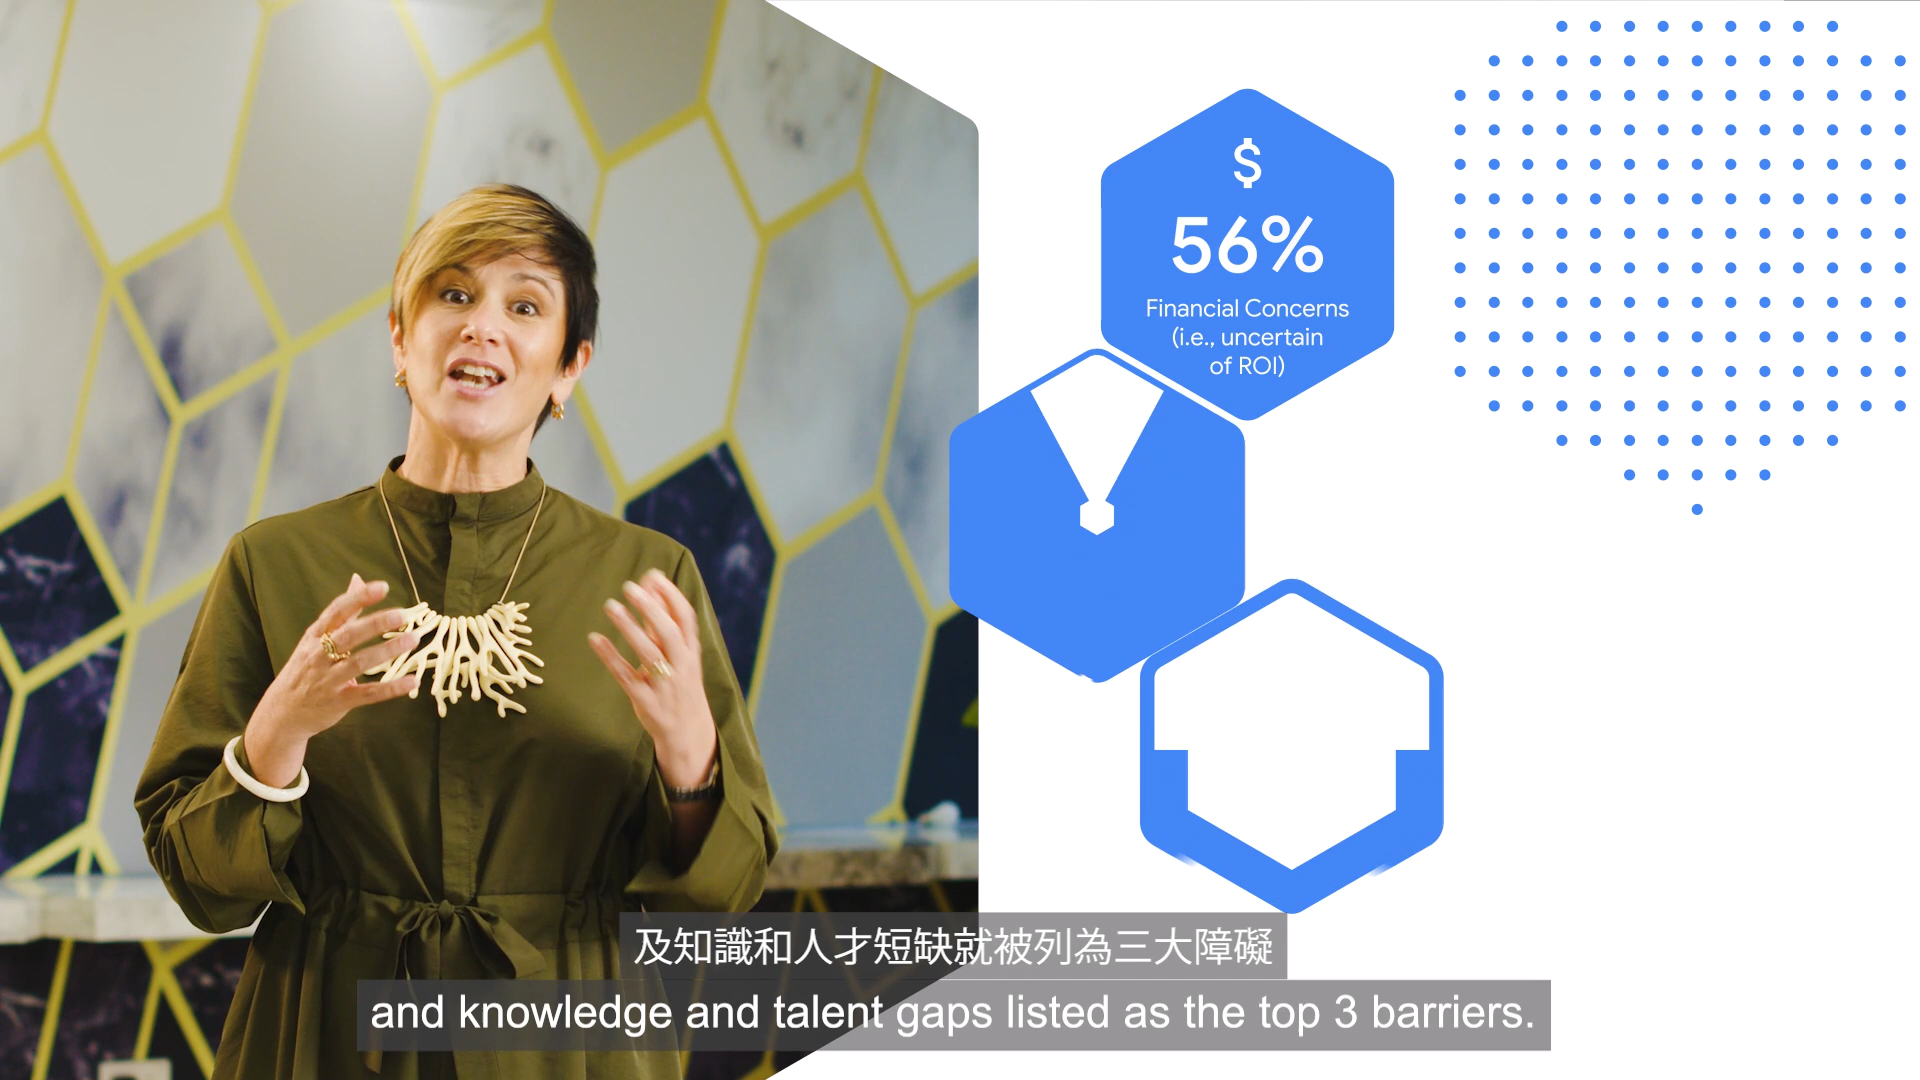 $
56%
Financial Concerns
(i.e., uncertain
of ROI)
及知識和人才短缺就被列為三大障礙
and knowledge and talent gaps listed as the top 3 barriers.